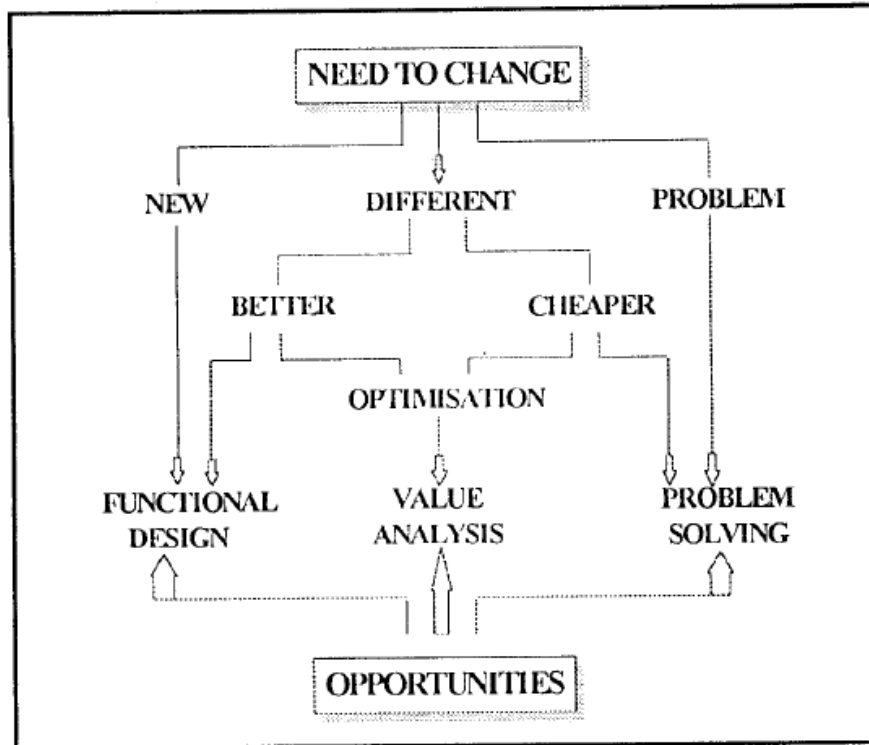 NEED TO CHANGE
NEW
DIFFERENT
PROBLEM
BETTER
CHEAPER
OPTIMISATION
FUNCTIONAL
DESIGN
VALUE
ANALYSIS
PROBLEM
SOLVING
OPPORTUNITIES